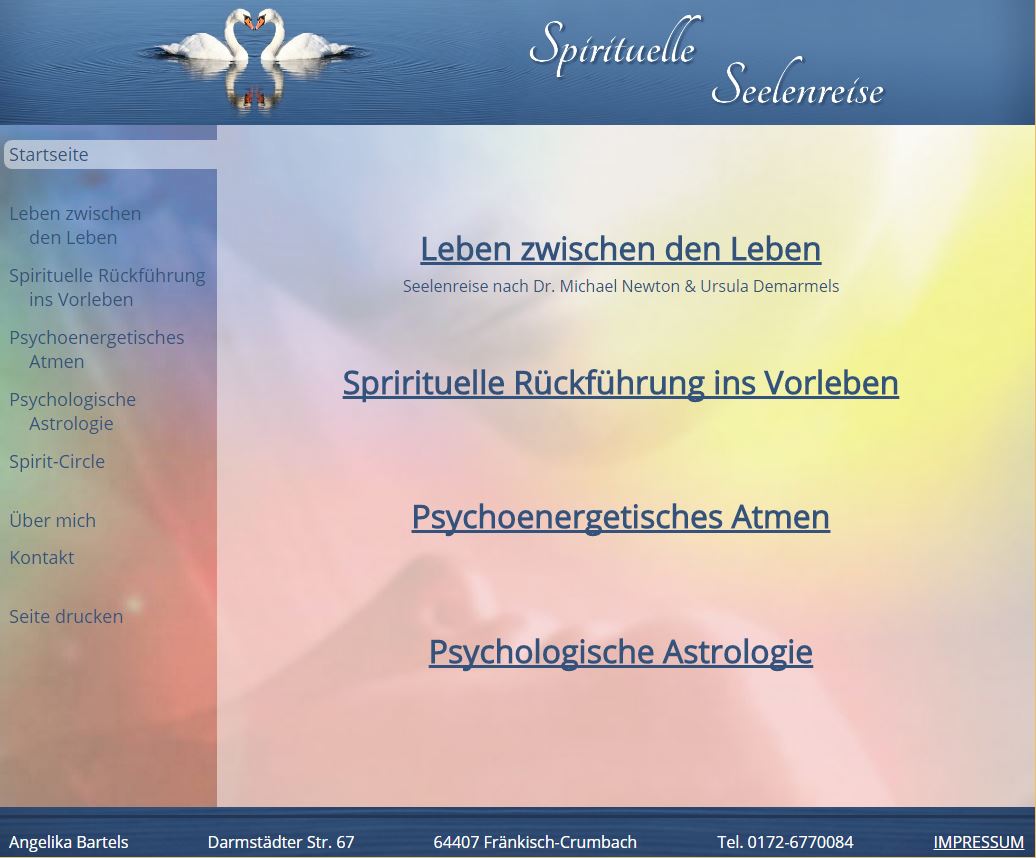 Spirituelle
Seelenreise
Startseite
Leben zwischen
den Leben
Spirituelle Rückführung
ins Vorleben
Psychoenergetisches
Atmen
Psychologische
Astrologie
Spirit-Circle
Über mich
Kontakt
Seite drucken
Leben zwischen den Leben
Seelenreise nach Dr. Michael Newton & Ursula Demarmels
Sprirituelle Rückführung ins Vorleben
Psychoenergetisches Atmen
Psychologische Astrologie
Angelika Bartels Darmstädter Str. 67 64407 Fränkisch-Crumbach Tel. 0172-6770084 IMPRESSUM